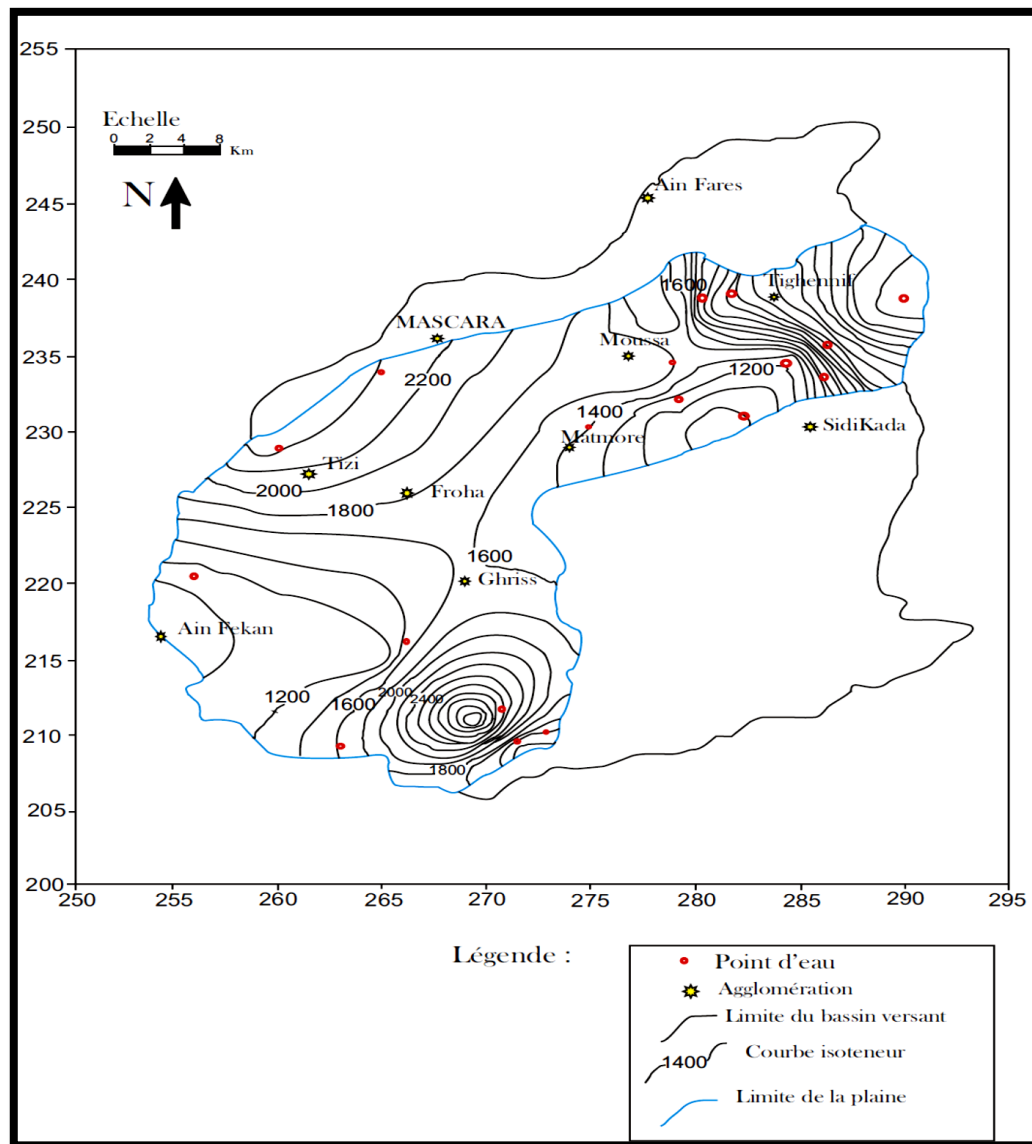 255
250
245
240
235
230
225
220
215
210
205
200
250 255 260 265 270 275 280 285 290 295
Echelle
0 2 4 6 8
Km
N
Ain Fares
1600
Tighennif
MASCARA
Moussa
2200
1200
1400
Matmore
SidiKada
Tizi
2000
Froha
1800
1600
Ghriss
Ain Fekan
1200
1600
2000
2400
1800
Légende :
Point d'eau
Agglomération
Limite du bassin versant
1400 Courbe isoteneur
Limite de la plaine